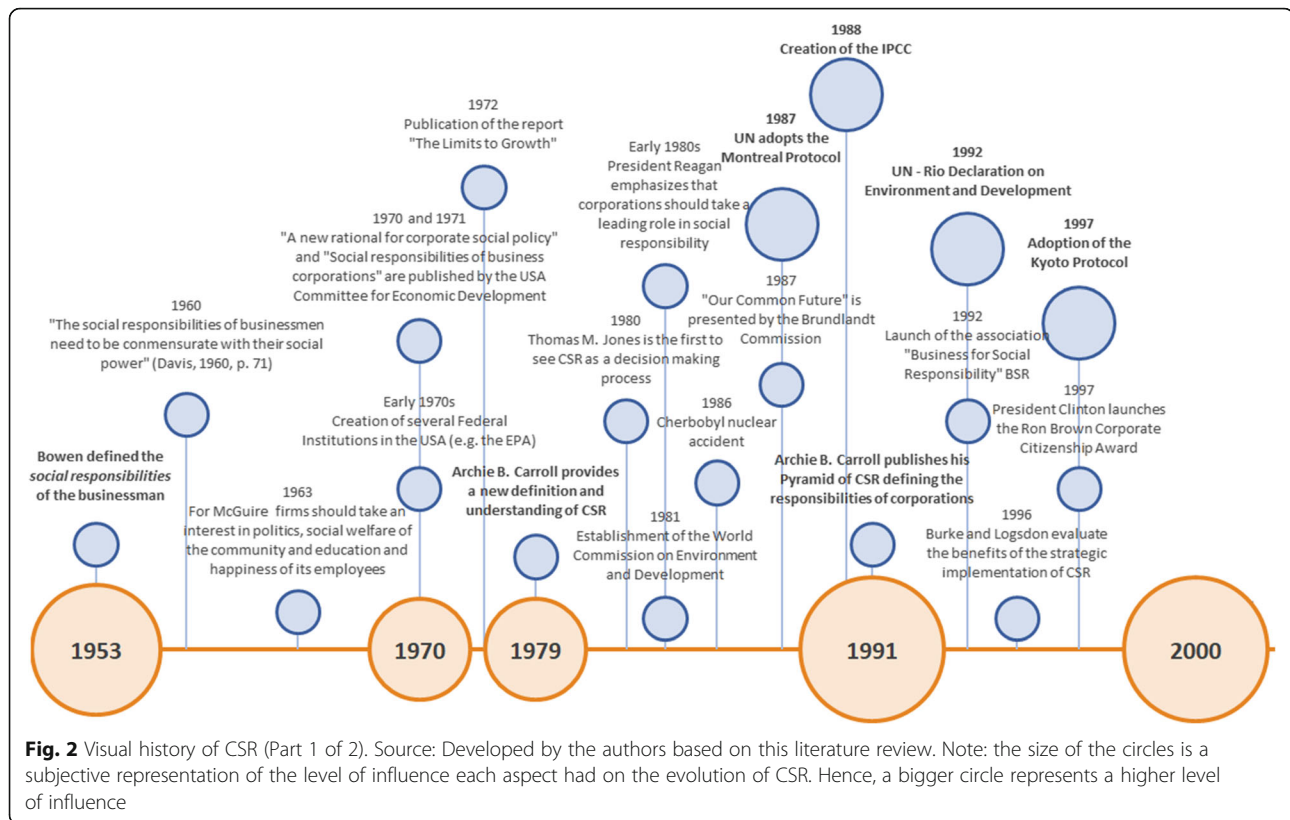 1988
Creation of the IPCC
1972
Publication of the report
"The Limits to Growth"
1987
UN adopts the
Montreal Protocol
Early 1980s
President Reagan
emphasizes that
corporations should take a
leading role in social
responsibility
1992
UN - Rio Declaration on
Environment and Development
1970 and 1971
"A new rational for corporate social policy"
and "Social responsibilities of business
corporations" are published by the USA
Committee for Economic Development
1997
Adoption of the
Kyoto Protocol
1987
"Our Common Future" is
presented by the Brundlandt
Commission
1960
"The social responsibilities of businessmen
need to be conmensurate with their social
power" (Davis, 1960, p. 71)
1980
Thomas M. Jones is the first to
see CSR as a decision making
process
1992
Launch of the association
"Business for Social
Responsibility" BSR
Early 1970s
Creation of several Federal
Institutions in the USA (e.g. the EPA)
1986
Cherbobyl nuclear
accident
1997
President Clinton launches
the Ron Brown Corporate
Citizenship Award
Bowen defined the
social responsibilities
of the businessman
Archie B. Carroll provides
a new definition and
understanding of CSR
Archie B. Carroll publishes his
Pyramid of CSR defining the
responsibilities of corporations
1963
For McGuire firms should take an
interest in politics, social welfare of
the community and education and
happiness of its employees
1981
Establishment of the World
Commission on Environment
and Development
1996
Burke and Logsdon evaluate
the benefits of the strategic
implementation of CSR
1953
1970
1979
1991
2000
Fig. 2 Visual history of CSR (Part 1 of 2). Source: Developed by the authors based on this literature review. Note: the size of the circles is a
subjective representation of the level of influence each aspect had on the evolution of CSR. Hence, a bigger circle represents a higher level
of influence